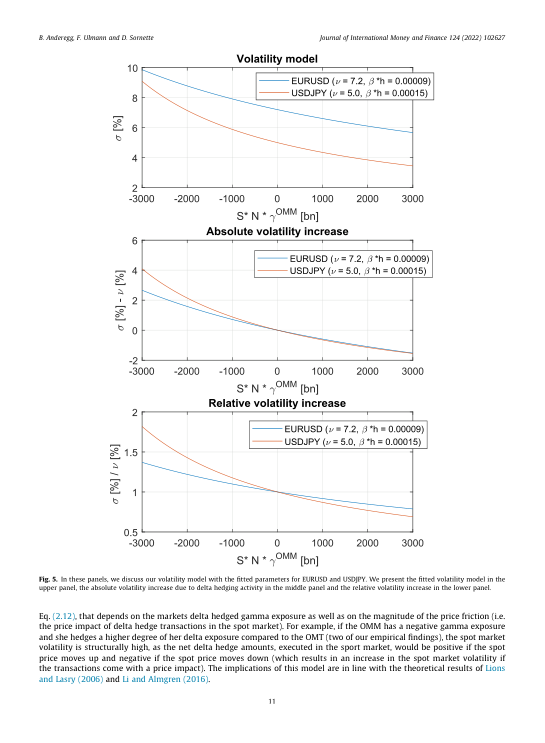 B. Anderegg, F. Ulmann and D. Sornette
Journal of International Money and Finance 124 (2022) 102627
Volatility model
10
8
6
4
2
σ [%]
EURUSD (ν = 7.2, β *h = 0.00009)
USDJPY (ν = 5.0, β *h = 0.00015)
-3000 -2000 -1000 0 1000 2000 3000
S* N * γ^OMM [bn]
Absolute volatility increase
6
4
2
0
-2
σ [%] - ν [%]
EURUSD (ν = 7.2, β *h = 0.00009)
USDJPY (ν = 5.0, β *h = 0.00015)
-3000 -2000 -1000 0 1000 2000 3000
S* N * γ^OMM [bn]
Relative volatility increase
2
1.5
1
0.5
σ [%] / ν [%]
EURUSD (ν = 7.2, β *h = 0.00009)
USDJPY (ν = 5.0, β *h = 0.00015)
-3000 -2000 -1000 0 1000 2000 3000
S* N * γ^OMM [bn]
Fig. 5. In these panels, we discuss our volatility model with the fitted parameters for EURUSD and USDJPY. We present the fitted volatility model in the
upper panel, the absolute volatility increase due to delta hedging activity in the middle panel and the relative volatility increase in the lower panel.
Eq. (2.12), that depends on the markets delta hedged gamma exposure as well as on the magnitude of the price friction (i.e.
the price impact of delta hedge transactions in the spot market). For example, if the OMM has a negative gamma exposure
and she hedges a higher degree of her delta exposure compared to the OMT (two of our empirical findings), the spot market
volatility is structurally high, as the net delta hedge amounts, executed in the sport market, would be positive if the spot
price moves up and negative if the spot price moves down (which results in an increase in the spot market volatility if
the transactions come with a price impact). The implications of this model are in line with the theoretical results of Lions
and Lasry (2006) and Li and Almgren (2016).
11